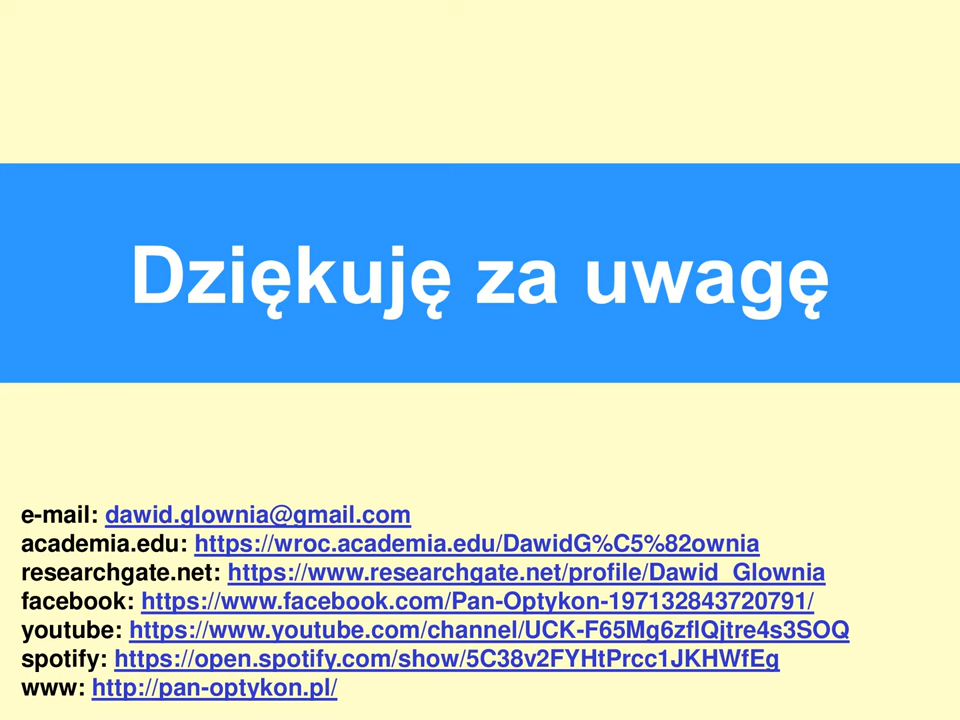 Dziękuję za uwagę
e-mail: dawid.glownia@gmail.com
academia.edu: https://wroc.academia.edu/DawidG%C5%82ownia
researchgate.net: https://www.researchgate.net/profile/Dawid_Glownia
facebook: https://www.facebook.com/Pan-Optykon-197132843720791/
youtube: https://www.youtube.com/channel/UCK-F65Mg6zflQjtre4s3SOQ
spotify: https://open.spotify.com/show/5C38v2FYHtPrcc1JKHWfEg
www: http://pan-optykon.pl/